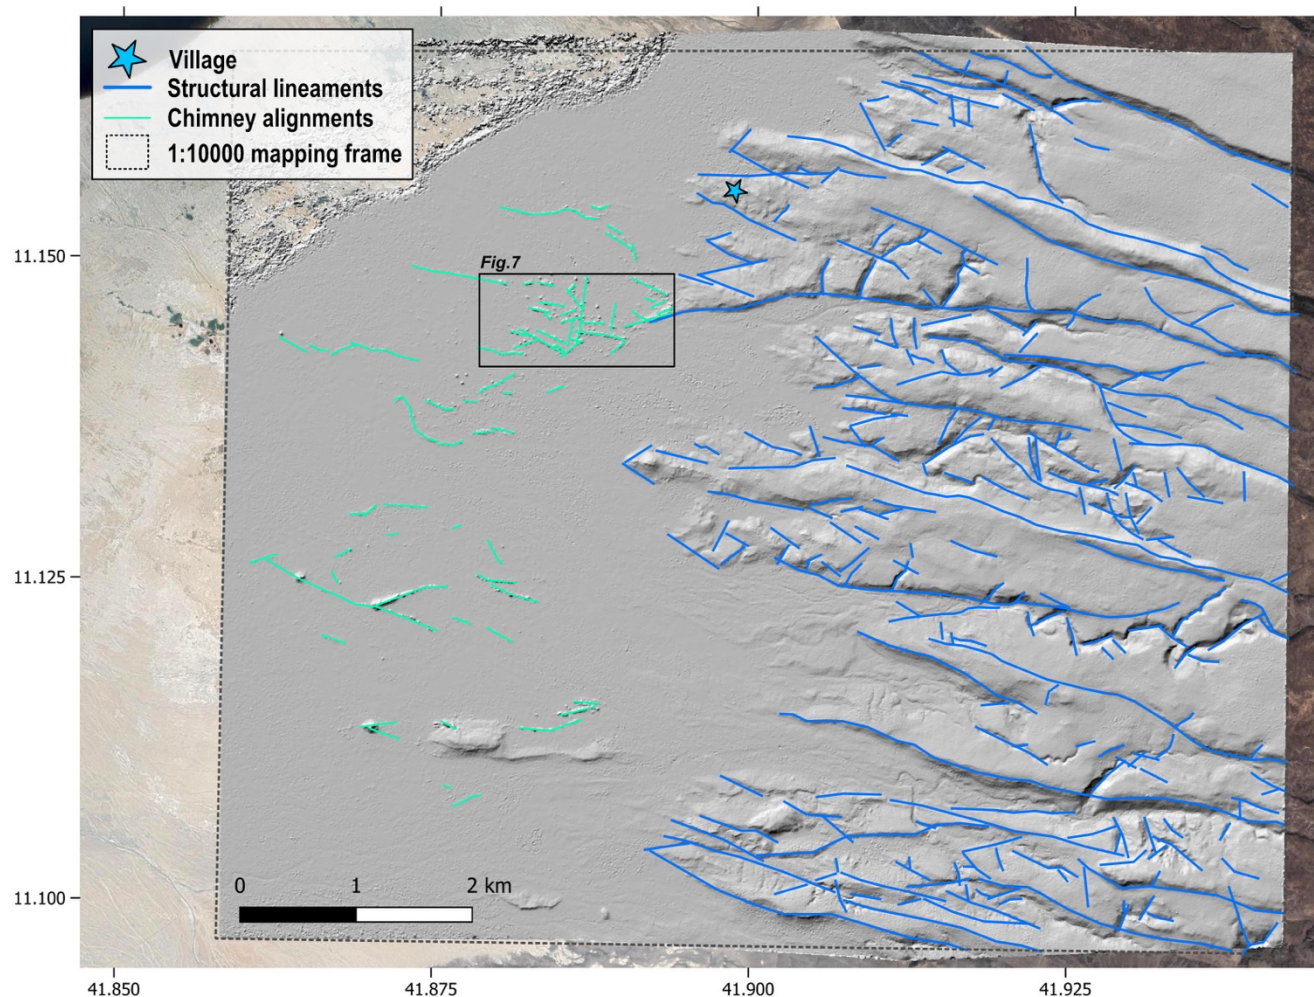 Village
Structural lineaments
Chimney alignments
1:10000 mapping frame
11.150
Fig.7
11.125
11.100
0 1 2 km
41.850 41.875 41.900 41.925